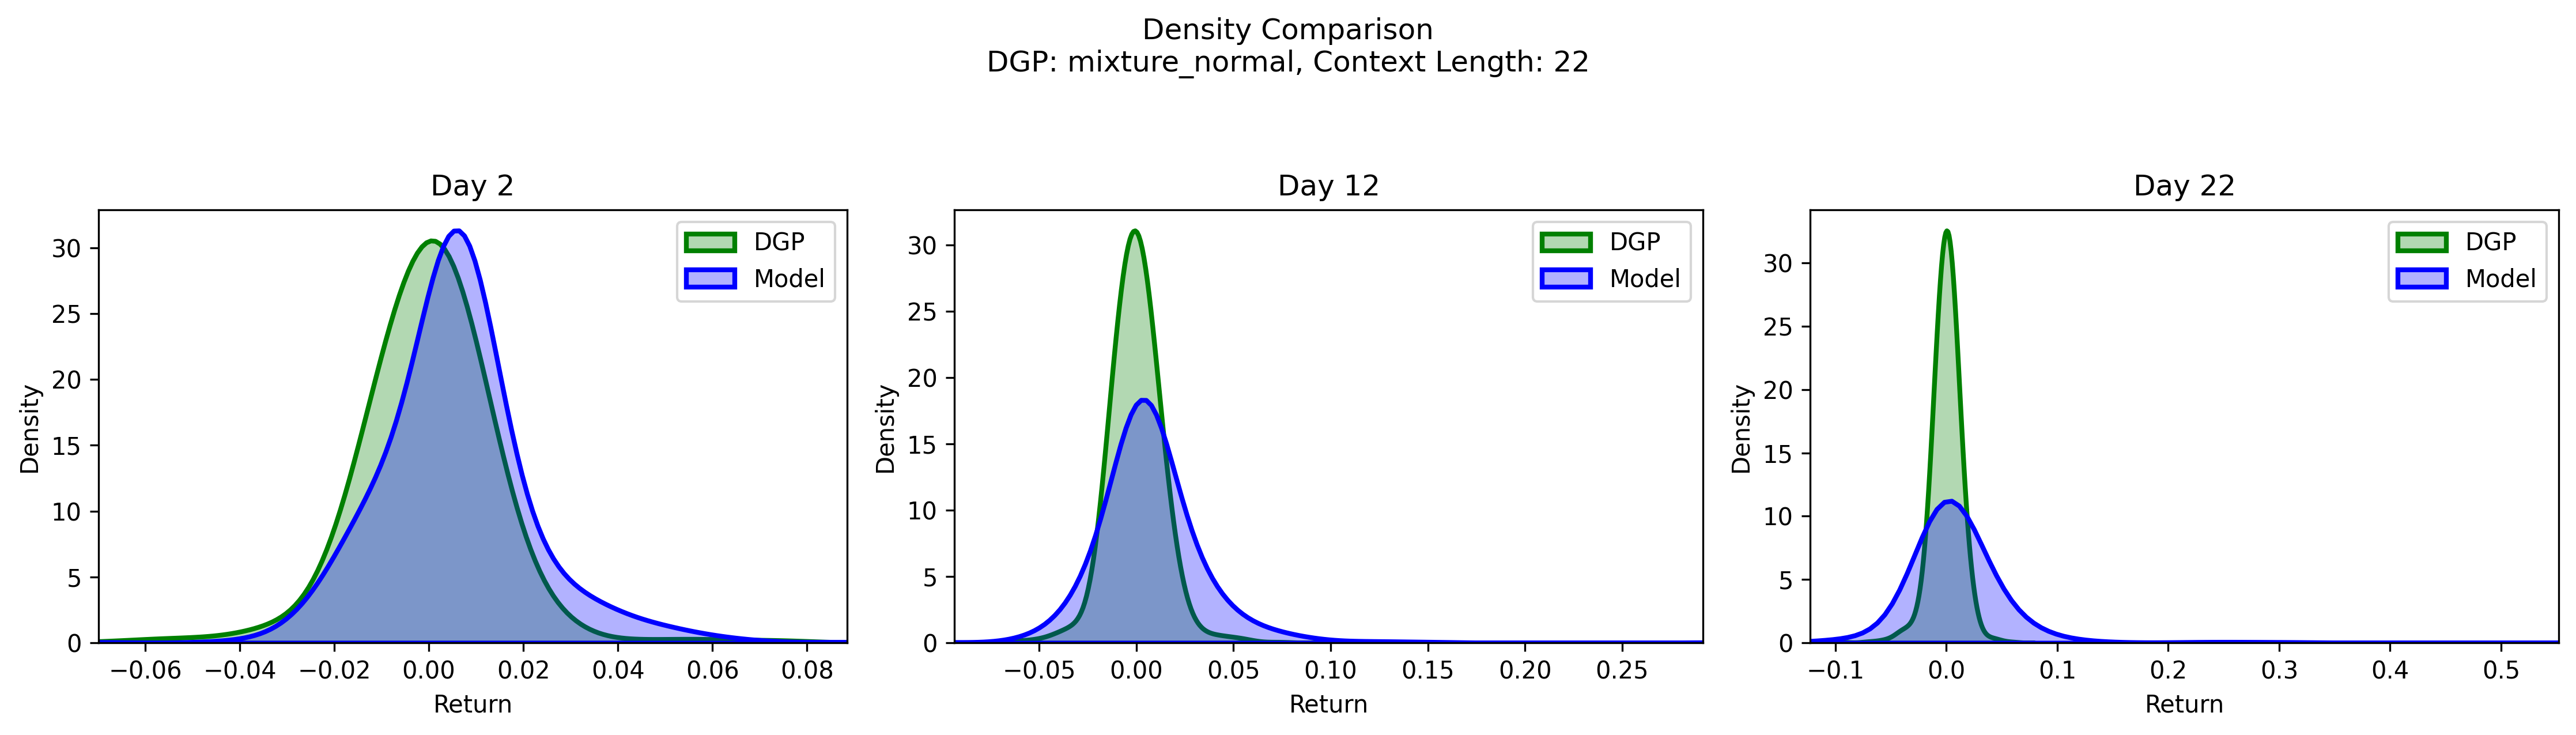 Density Comparison
DGP: mixture_normal, Context Length: 22
Day 2
Density
30
25
20
15
10
5
0
−0.06 −0.04 −0.02 0.00 0.02 0.04 0.06 0.08
Return
DGP
Model
Day 12
Density
30
25
20
15
10
5
0
−0.05 0.00 0.05 0.10 0.15 0.20 0.25
Return
DGP
Model
Day 22
Density
30
25
20
15
10
5
0
−0.1 0.0 0.1 0.2 0.3 0.4 0.5
Return
DGP
Model